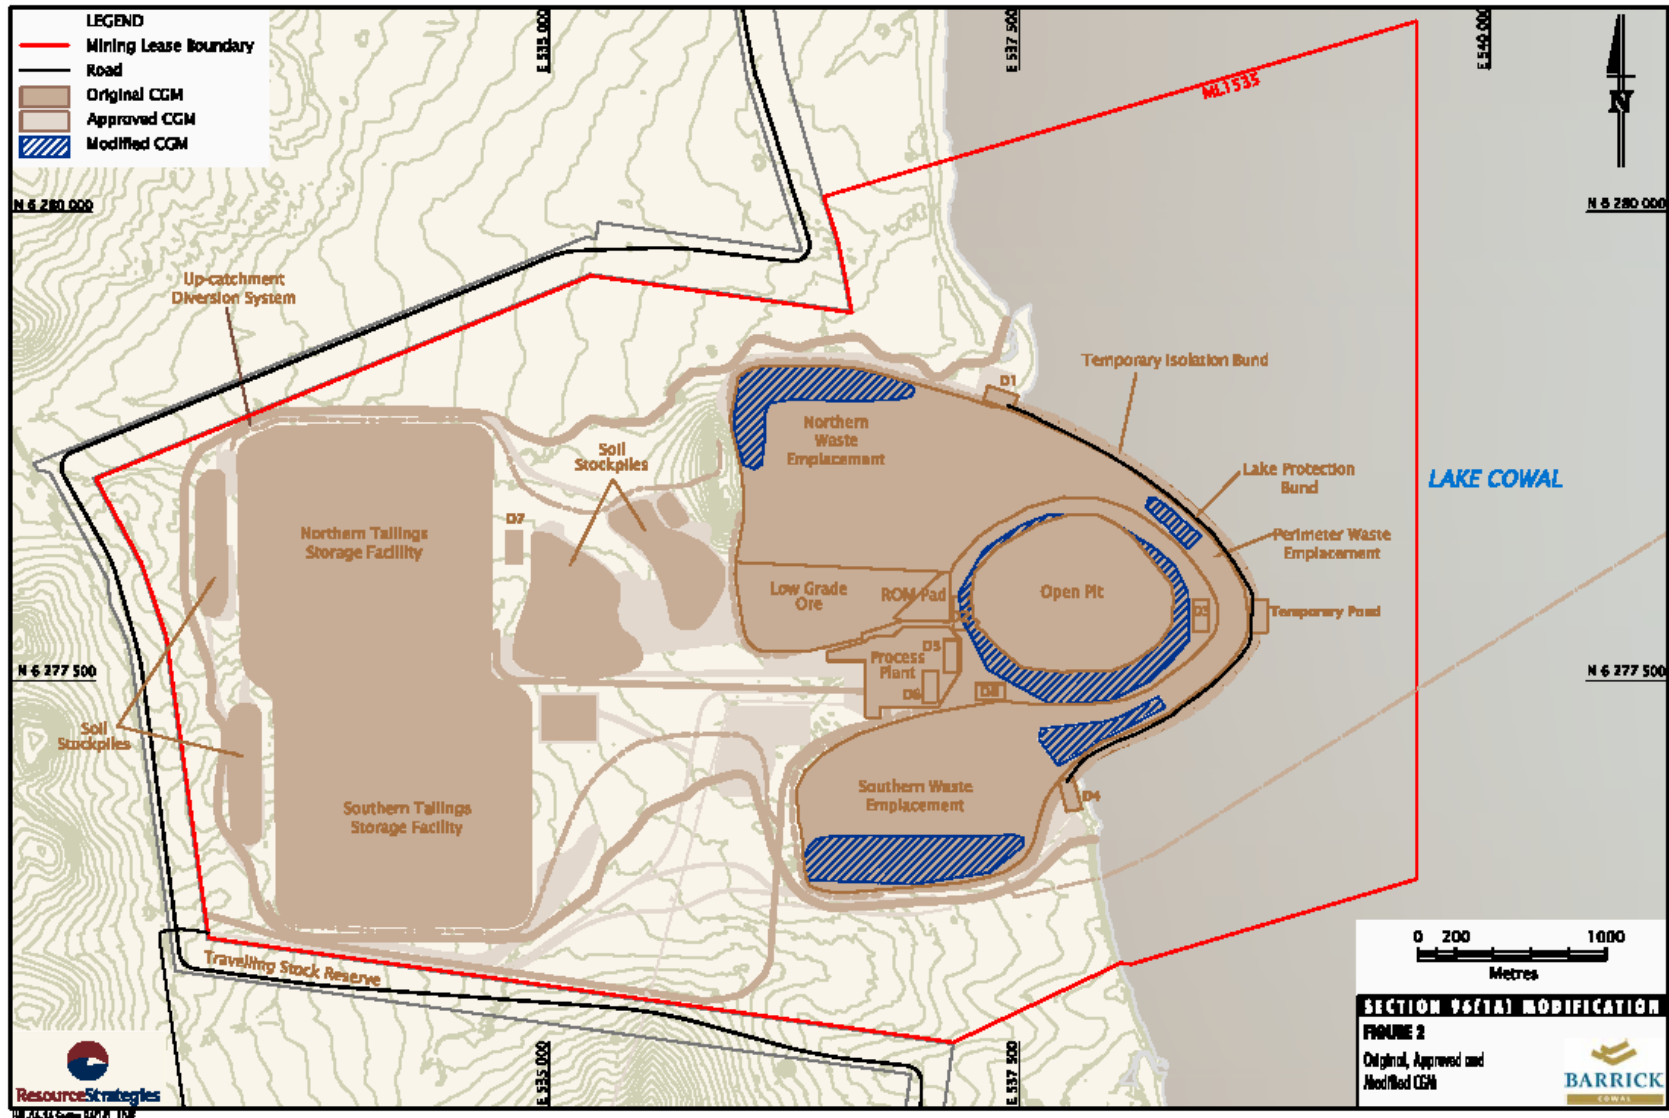 LEGEND
Mining Lease Boundary
Road
Original CGM
Approved CGM
Modified CGM
E 535 000
E 537 500
E 540 000
ML1535
N
N 6 280 000
N 6 280 000
Up-catchment
Diversion System
Temporary Isolation Bund
D1
Northern
Waste
Emplacement
Soil
Stockpiles
Lake Protection
Bund
LAKE COWAL
D7
Northern Tailings
Storage Facility
Perimeter Waste
Emplacement
Low Grade
Ore
ROM Pad
Open Pit
D3
Temporary Pond
Process
Plant
D5
D6
D8
N 6 277 500
N 6 277 500
Soil
Stockpiles
Southern Waste
Emplacement
D4
Southern Tailings
Storage Facility
Travelling Stock Reserve
0 200 1000
Metres
SECTION 96(1A) MODIFICATION
FIGURE 2
Original, Approved and
Modified CGM
BARRICK
COWAL
E 535 000
E 537 500
ResourceStrategies